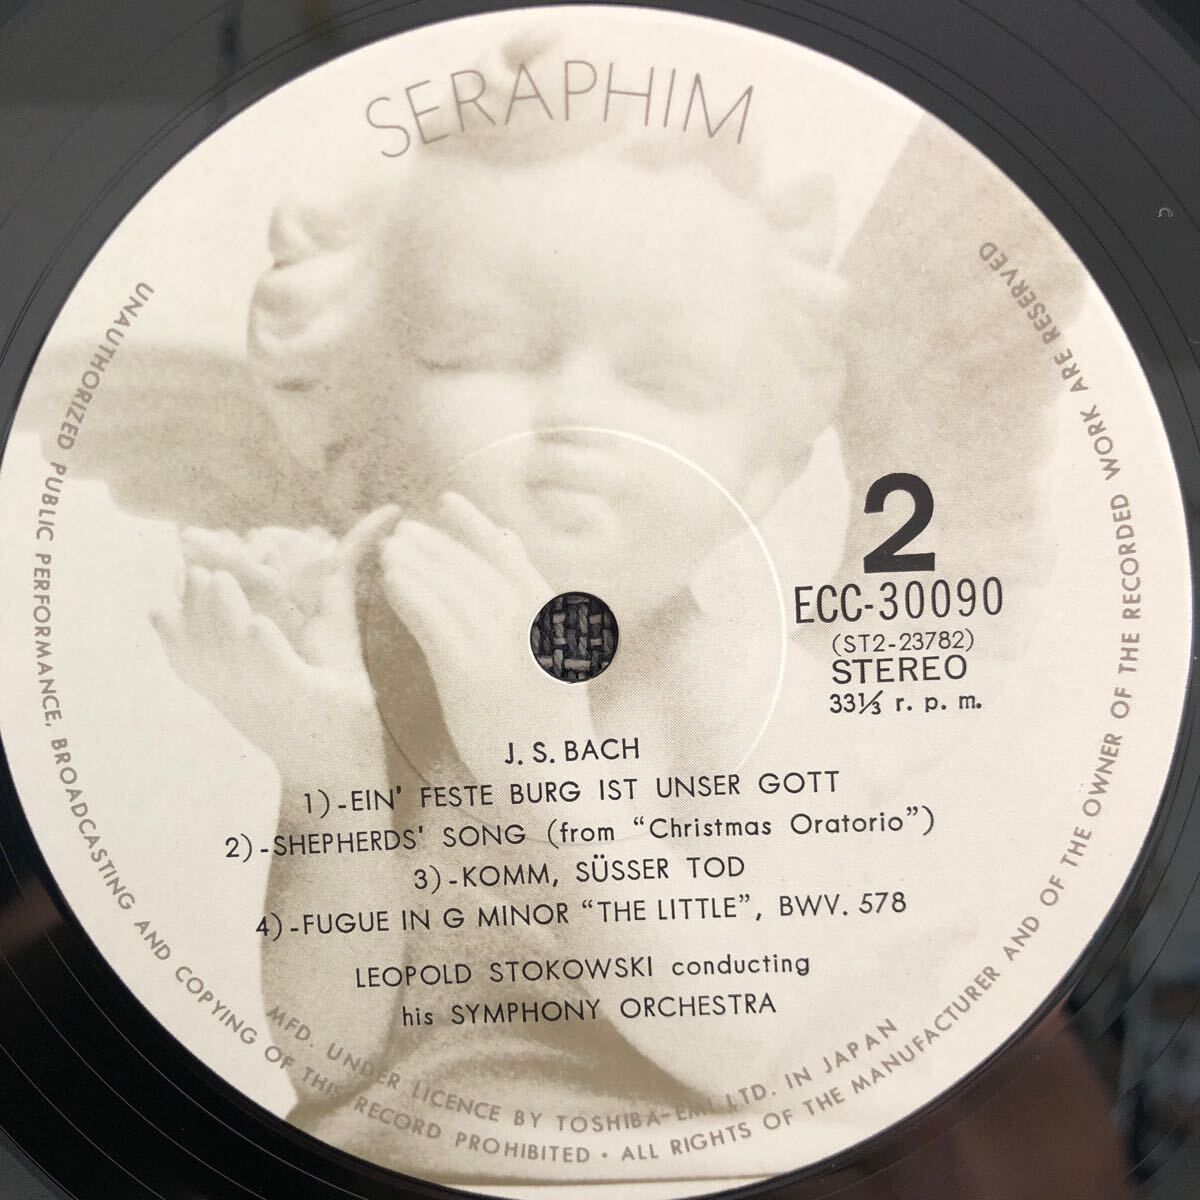 SERAPHIM
2
ECC-30090
(ST2-23782)
STEREO
33⅓ r. p. m.
J. S. BACH
1)-EIN' FESTE BURG IST UNSER GOTT
2)-SHEPHERDS' SONG (from “Christmas Oratorio”)
3)-KOMM, SÜSSER TOD
4)-FUGUE IN G MINOR “THE LITTLE”, BWV. 578
LEOPOLD STOKOWSKI conducting
his SYMPHONY ORCHESTRA
MFD. UNDER LICENCE BY TOSHIBA-EMI LTD. IN JAPAN
UNAUTHORIZED PUBLIC PERFORMANCE, BROADCASTING AND COPYING OF THIS RECORD PROHIBITED • ALL RIGHTS OF THE MANUFACTURER AND OF THE OWNER OF THE RECORDED WORK ARE RESERVED